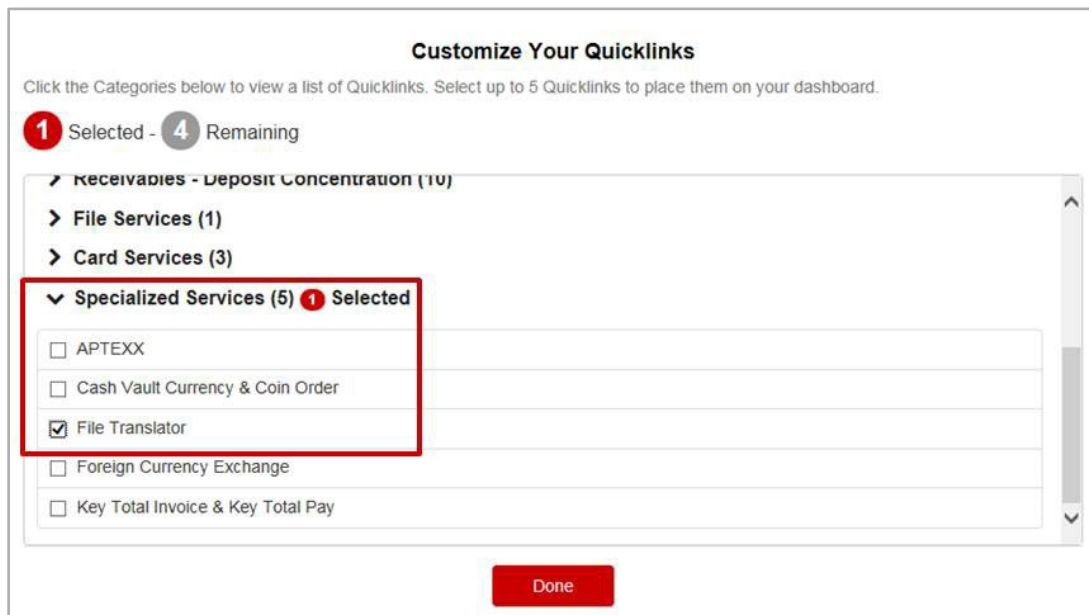 Customize Your Quicklinks
Click the Categories below to view a list of Quicklinks. Select up to 5 Quicklinks to place them on your dashboard.
1 Selected - 4 Remaining
Receivables - Deposit Concentration (10)
File Services (1)
Card Services (3)
Specialized Services (5) 1 Selected
APTEXX
Cash Vault Currency & Coin Order
File Translator
Foreign Currency Exchange
Key Total Invoice & Key Total Pay
Done